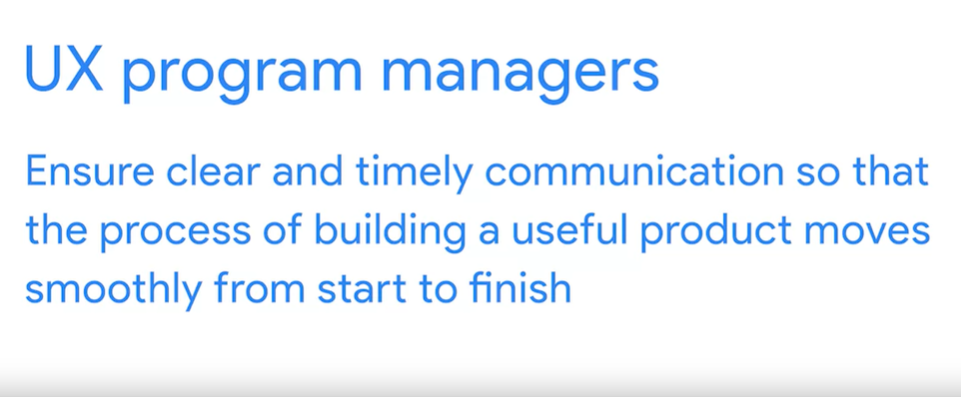 UX program managers
Ensure clear and timely communication so that
the process of building a useful product moves
smoothly from start to finish